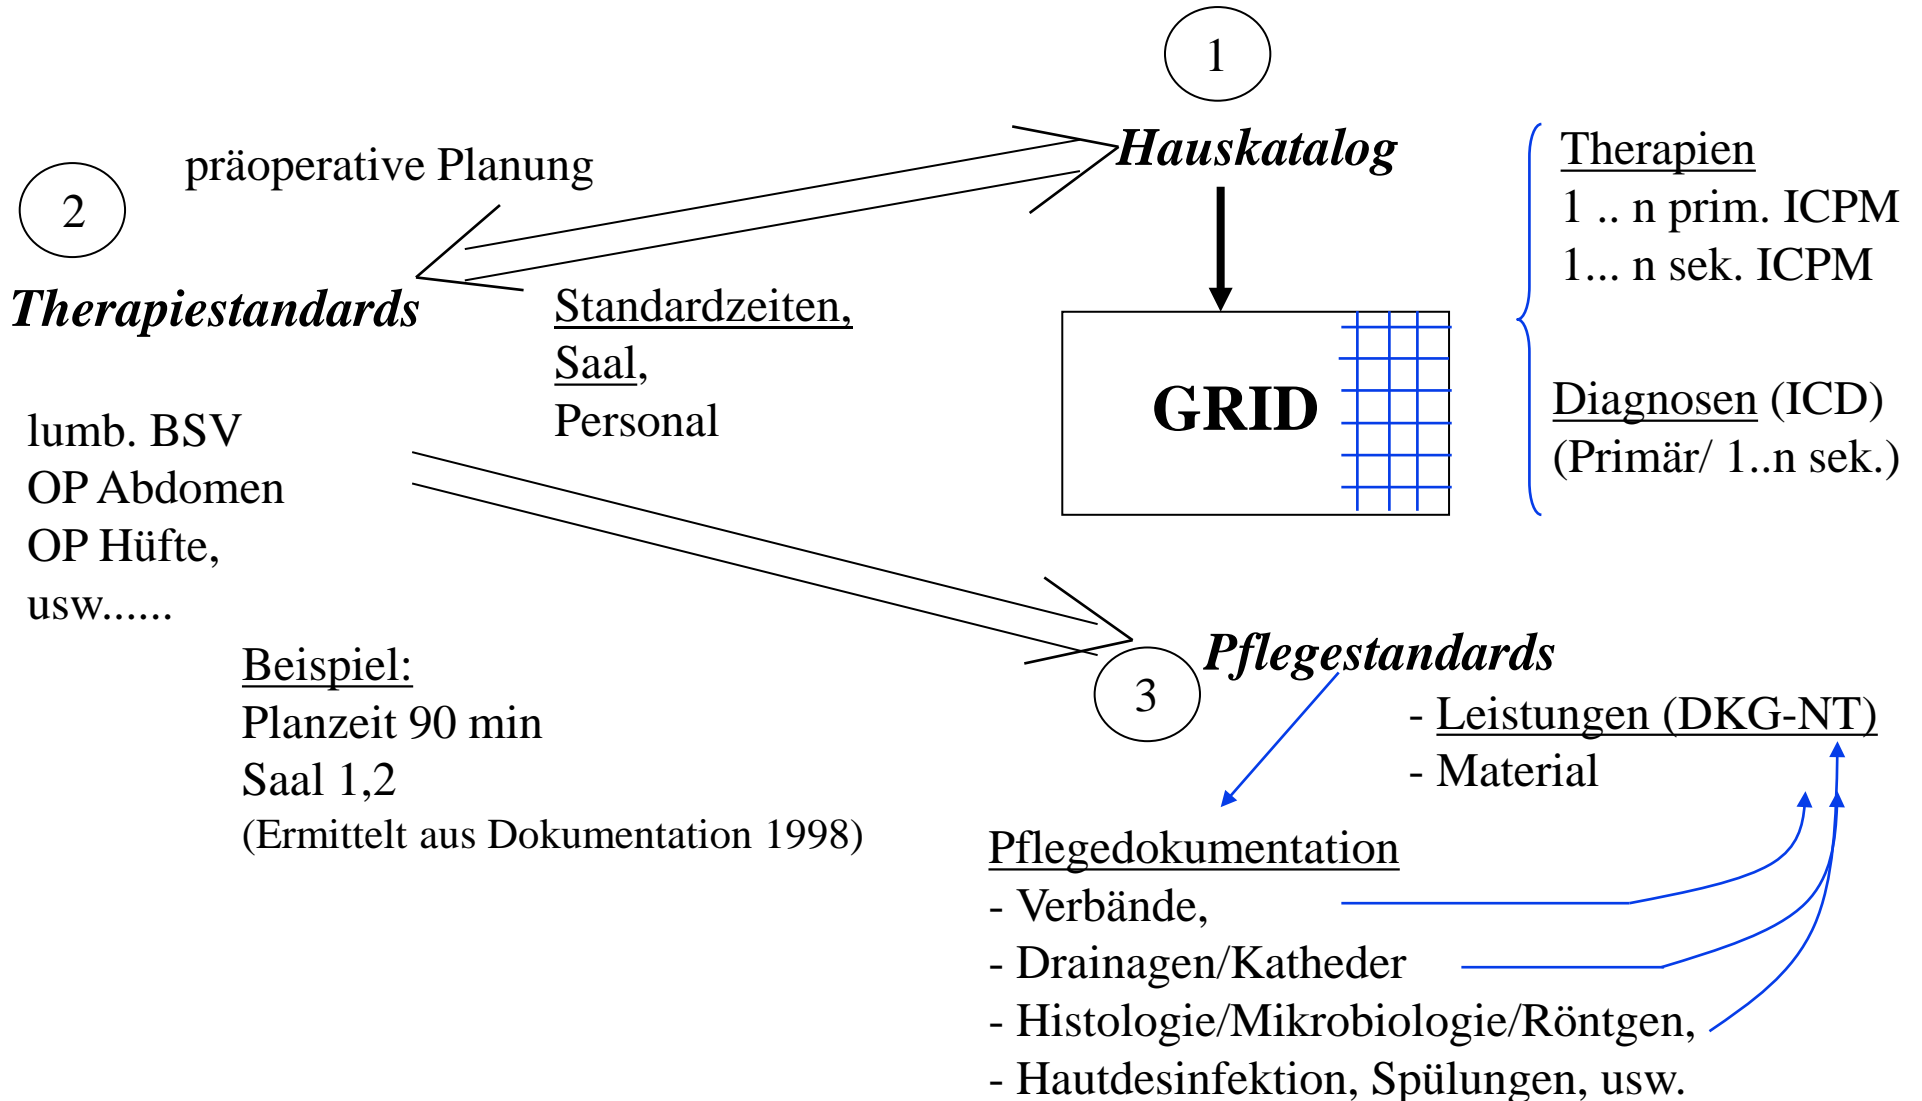 1
Hauskatalog
präoperative Planung
2
Therapiestandards
Standardzeiten,
Saal,
Personal
GRID
Therapien
1 .. n prim. ICPM
1... n sek. ICPM
Diagnosen (ICD)
(Primär/ 1..n sek.)
lumb. BSV
OP Abdomen
OP Hüfte,
usw......
Beispiel:
Planzeit 90 min
Saal 1,2
(Ermittelt aus Dokumentation 1998)
3
Pflegestandards
- Leistungen (DKG-NT)
- Material
Pflegedokumentation
- Verbände,
- Drainagen/Katheder
- Histologie/Mikrobiologie/Röntgen,
- Hautdesinfektion, Spülungen, usw.